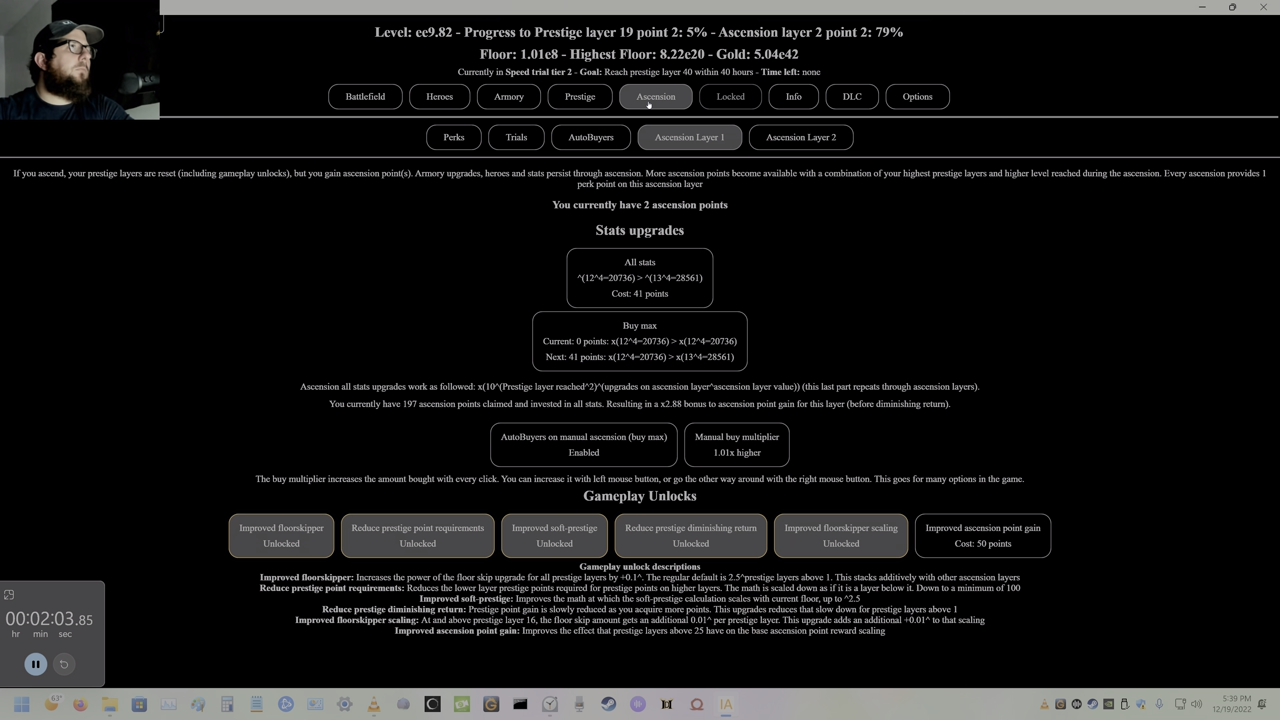 Level: ee9.82 - Progress to Prestige layer 19 point 2: 5% - Ascension layer 2 point 2: 79%
Floor: 1.01e8 - Highest Floor: 8.22e20 - Gold: 5.04e42
Currently in Speed trial tier 2 - Goal: Reach prestige layer 40 within 40 hours - Time left: none
Battlefield Heroes Armory Prestige Ascension Locked Info DLC Options
Perks Trials AutoBuyers Ascension Layer 1 Ascension Layer 2
If you ascend, your prestige layers are reset (including gameplay unlocks), but you gain ascension point(s). Armory upgrades, heroes and stats persist through ascension. More ascension points become available with a combination of your highest prestige layers and higher level reached during the ascension. Every ascension provides 1
perk point on this ascension layer
You currently have 2 ascension points
Stats upgrades
All stats
^(12^4=20736) > ^(13^4=28561)
Cost: 41 points
Buy max
Current: 0 points: x(12^4=20736) > x(12^4=20736)
Next: 41 points: x(12^4=20736) > x(13^4=28561)
Ascension all stats upgrades work as followed: x(10^(Prestige layer reached^2)^(upgrades on ascension layer^ascension layer value)) (this last part repeats through ascension layers).
You currently have 197 ascension points claimed and invested in all stats. Resulting in a x2.88 bonus to ascension point gain for this layer (before diminishing return).
AutoBuyers on manual ascension (buy max)
Enabled
Manual buy multiplier
1.01x higher
The buy multiplier increases the amount bought with every click. You can increase it with left mouse button, or go the other way around with the right mouse button. This goes for many options in the game.
Gameplay Unlocks
Improved floorskipper
Unlocked
Reduce prestige point requirements
Unlocked
Improved soft-prestige
Unlocked
Reduce prestige diminishing return
Unlocked
Improved floorskipper scaling
Unlocked
Improved ascension point gain
Cost: 50 points
Gameplay unlock descriptions
Improved floorskipper: Increases the power of the floor skip upgrade for all prestige layers by +0.1^. The regular default is 2.5^prestige layers above 1. This stacks additively with other ascension layers
Reduce prestige point requirements: Reduces the lower layer prestige points required for prestige points on higher layers. The math is scaled down as if it is a layer below it. Down to a minimum of 100
Improved soft-prestige: Improves the math at which the soft-prestige calculation scales with current floor, up to ^2.5
Reduce prestige diminishing return: Prestige point gain is slowly reduced as you acquire more points. This upgrades reduces that slow down for prestige layers above 1
Improved floorskipper scaling: At and above prestige layer 16, the floor skip amount gets an additional 0.01^ per prestige layer. This upgrade adds an additional +0.01^ to that scaling
Improved ascension point gain: Improves the effect that prestige layers above 25 have on the base ascension point reward scaling
00:02:03.85
hr min sec
63°
IA
5:39 PM
12/19/2022